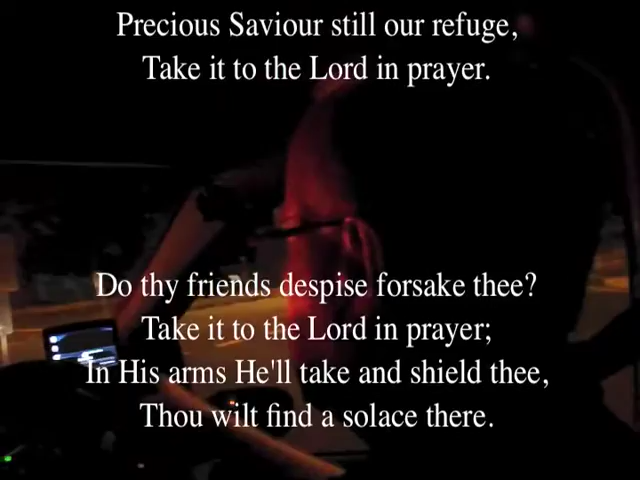 Precious Saviour still our refuge,
Take it to the Lord in prayer.
Do thy friends despise forsake thee?
Take it to the Lord in prayer;
In His arms He'll take and shield thee,
Thou wilt find a solace there.